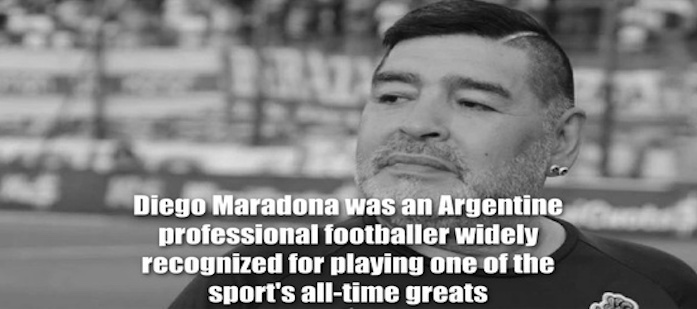 Diego Maradona was an Argentine
professional footballer widely
recognized for playing one of the
sport's all-time greats